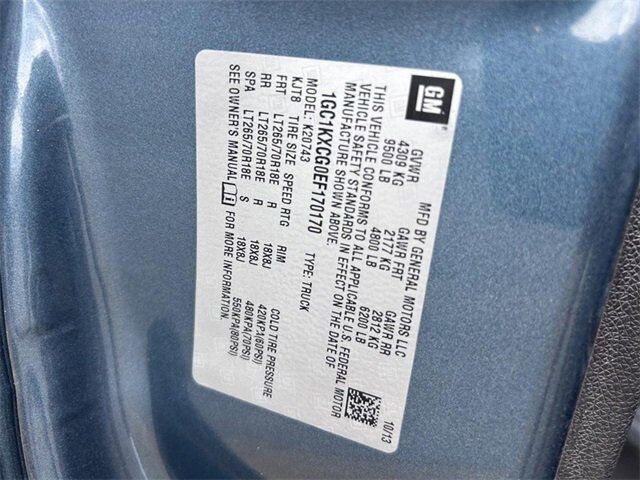 GM
MFD BY GENERAL MOTORS LLC
10/13
GVWR GAWR FRT GAWR RR
4309 KG 2177 KG 2812 KG
9500 LB 4800 LB 6200 LB
THIS VEHICLE CONFORMS TO ALL APPLICABLE U.S. FEDERAL MOTOR
VEHICLE SAFETY STANDARDS IN EFFECT ON THE DATE OF
MANUFACTURE SHOWN ABOVE.
1GC1KXCG0EF170170 TYPE: TRUCK
MODEL: K20743
KJT8 TIRE SIZE SPEED RTG RIM COLD TIRE PRESSURE
FRT LT265/70R18E R 18X8J 420KPA(60PSI)
RR LT265/70R18E R 18X8J 480KPA(70PSI)
SPA LT265/70R18E S 18X8J 550KPA(80PSI)
SEE OWNER'S MANUAL FOR MORE INFORMATION.